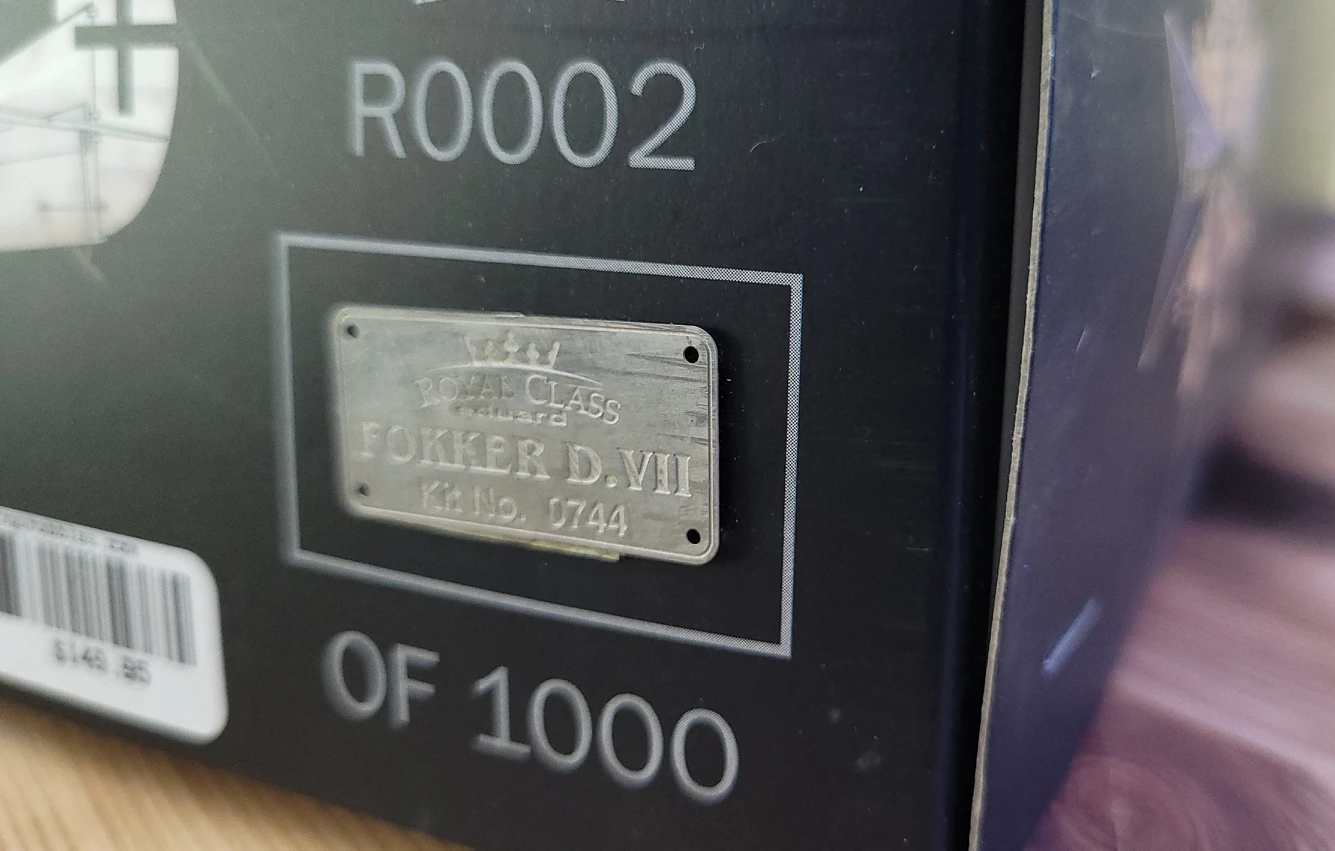 R0002
ROYAL CLASS
eduard
FOKKER D.VII
Kit No. 0744
OF 1000
$149.95